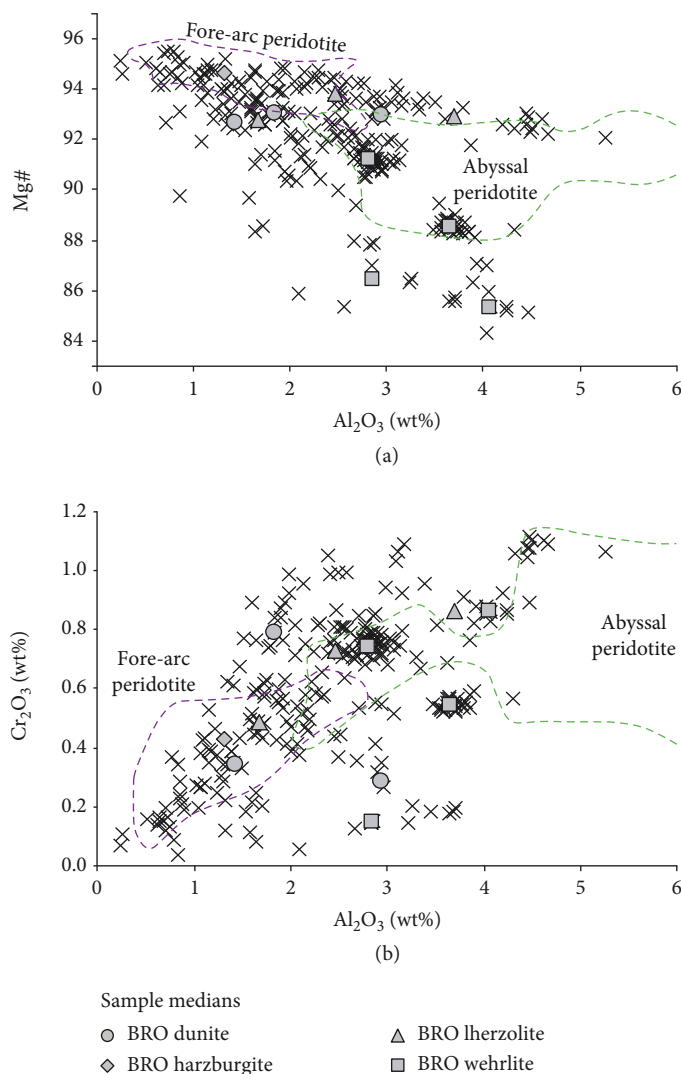 96
94
92
90
88
86
84
Mg#
Fore-arc peridotite
Abyssal
peridotite
0 1 2 3 4 5 6
Al₂O₃ (wt%)
(a)
1.2
1.0
0.8
0.6
0.4
0.2
0.0
Cr₂O₃ (wt%)
Fore-arc
peridotite
Abyssal
peridotite
0 1 2 3 4 5 6
Al₂O₃ (wt%)
(b)
Sample medians
BRO dunite
BRO harzburgite
BRO lherzolite
BRO wehrlite